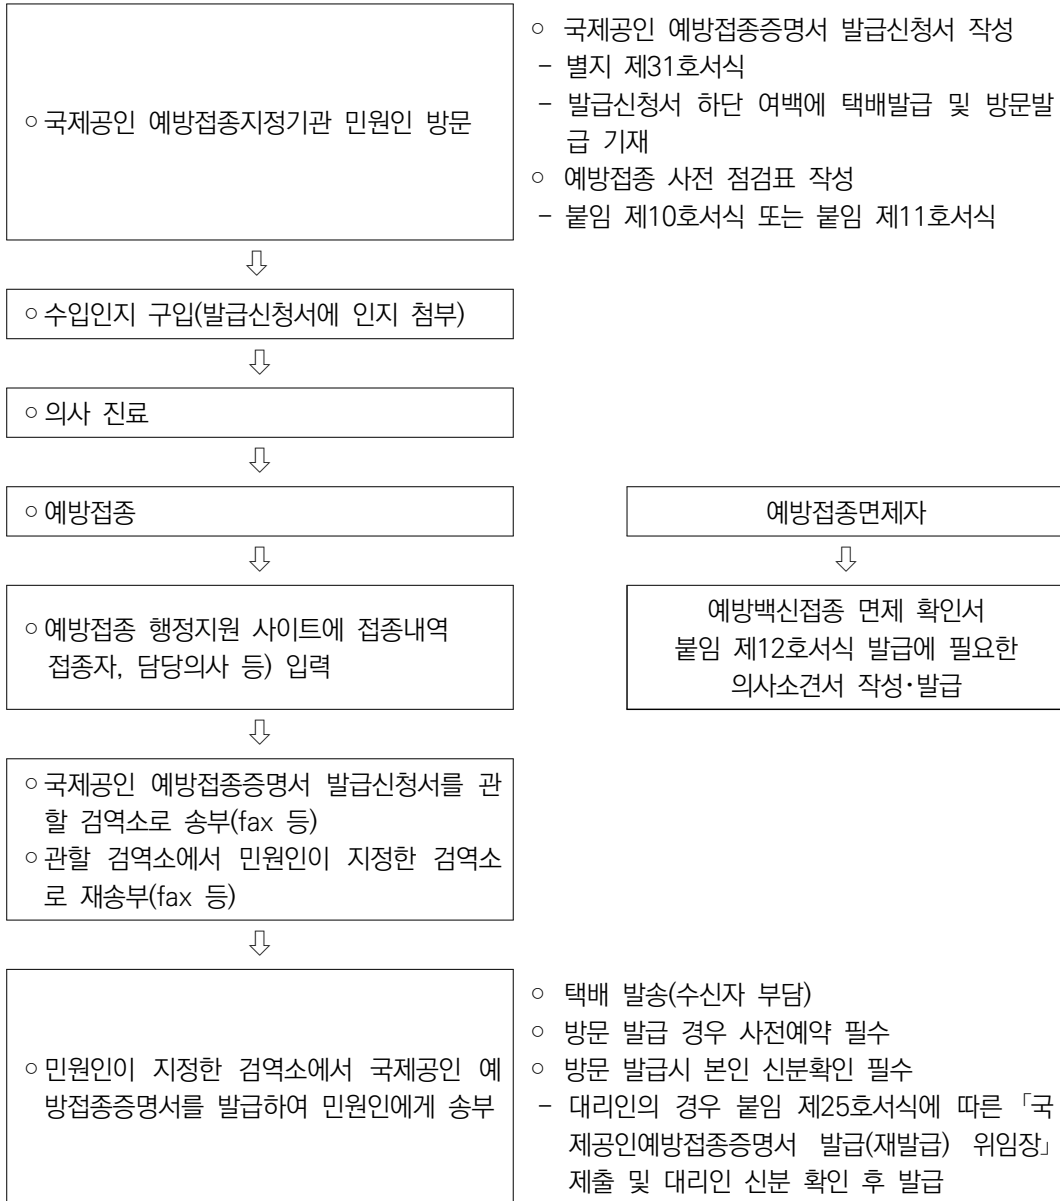 ○ 국제공인 예방접종지정기관 민원인 방문
○ 국제공인 예방접종증명서 발급신청서 작성
- 별지 제31호서식
- 발급신청서 하단 여백에 택배발급 및 방문발
급 기재
○ 예방접종 사전 점검표 작성
- 붙임 제10호서식 또는 붙임 제11호서식
⇩
○ 수입인지 구입(발급신청서에 인지 첨부)
⇩
○ 의사 진료
⇩
○ 예방접종
⇩
○ 예방접종 행정지원 사이트에 접종내역
접종자, 담당의사 등) 입력
예방접종면제자
⇩
예방백신접종 면제 확인서
붙임 제12호서식 발급에 필요한
의사소견서 작성·발급
⇩
○ 국제공인 예방접종증명서 발급신청서를 관
할 검역소로 송부(fax 등)
○ 관할 검역소에서 민원인이 지정한 검역소
로 재송부(fax 등)
⇩
○ 민원인이 지정한 검역소에서 국제공인 예
방접종증명서를 발급하여 민원인에게 송부
○ 택배 발송(수신자 부담)
○ 방문 발급 경우 사전예약 필수
○ 방문 발급시 본인 신분확인 필수
- 대리인의 경우 붙임 제25호서식에 따른 「국
제공인예방접종증명서 발급(재발급) 위임장」
제출 및 대리인 신분 확인 후 발급